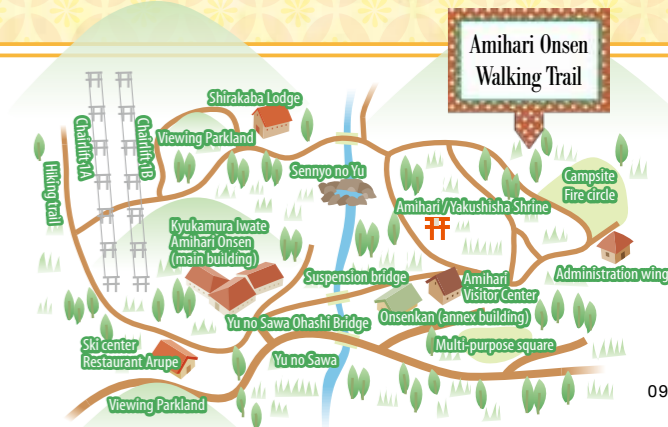 Amihari Onsen
Walking Trail
Shirakaba Lodge
Chairlift 1A
Chairlift 1B
Viewing Parkland
Hiking trail
Sennyo no Yu
Campsite
Fire circle
Amihari / Yakushisha Shrine
Kyukamura Iwate
Amihari Onsen
(main building)
Suspension bridge
Amihari
Visitor Center
Administration wing
Onsenkan (annex building)
Yu no Sawa Ohashi Bridge
Ski center
Restaurant Arupe
Yu no Sawa
Multi-purpose square
Viewing Parkland
09